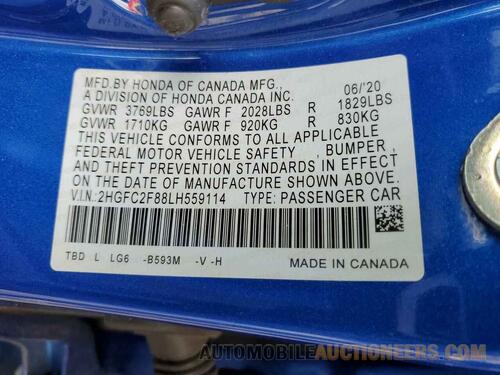 MFD.BY HONDA OF CANADA MFG., 06/'20
A DIVISION OF HONDA CANADA INC.
GVWR 3769LBS GAWR F 2028LBS R 1829LBS
GVWR 1710KG GAWR F 920KG R 830KG
THIS VEHICLE CONFORMS TO ALL APPLICABLE
FEDERAL MOTOR VEHICLE SAFETY , BUMPER ,
AND THEFT PREVENTION STANDARDS IN EFFECT
ON THE DATE OF MANUFACTURE SHOWN ABOVE.
V.I.N.: 2HGFC2F88LH559114 TYPE: PASSENGER CAR
TBD L LG6 -B593M -V -H MADE IN CANADA
AUTOMOBILEAUCTIONS.NET